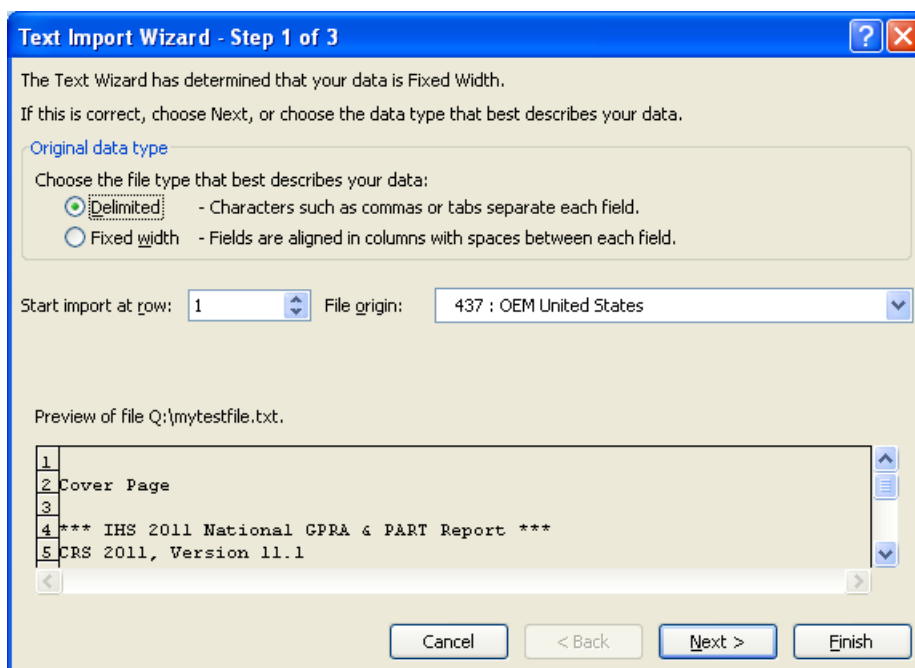 Text Import Wizard - Step 1 of 3
The Text Wizard has determined that your data is Fixed Width.
If this is correct, choose Next, or choose the data type that best describes your data.
Original data type
Choose the file type that best describes your data:
Delimited - Characters such as commas or tabs separate each field.
Fixed width - Fields are aligned in columns with spaces between each field.
Start import at row: 1 File origin: 437 : OEM United States
Preview of file Q:\mytestfile.txt.
1
2 Cover Page
3
4 *** IHS 2011 National GPRA & PART Report ***
5 CRS 2011, Version 11.1
Cancel < Back Next > Finish